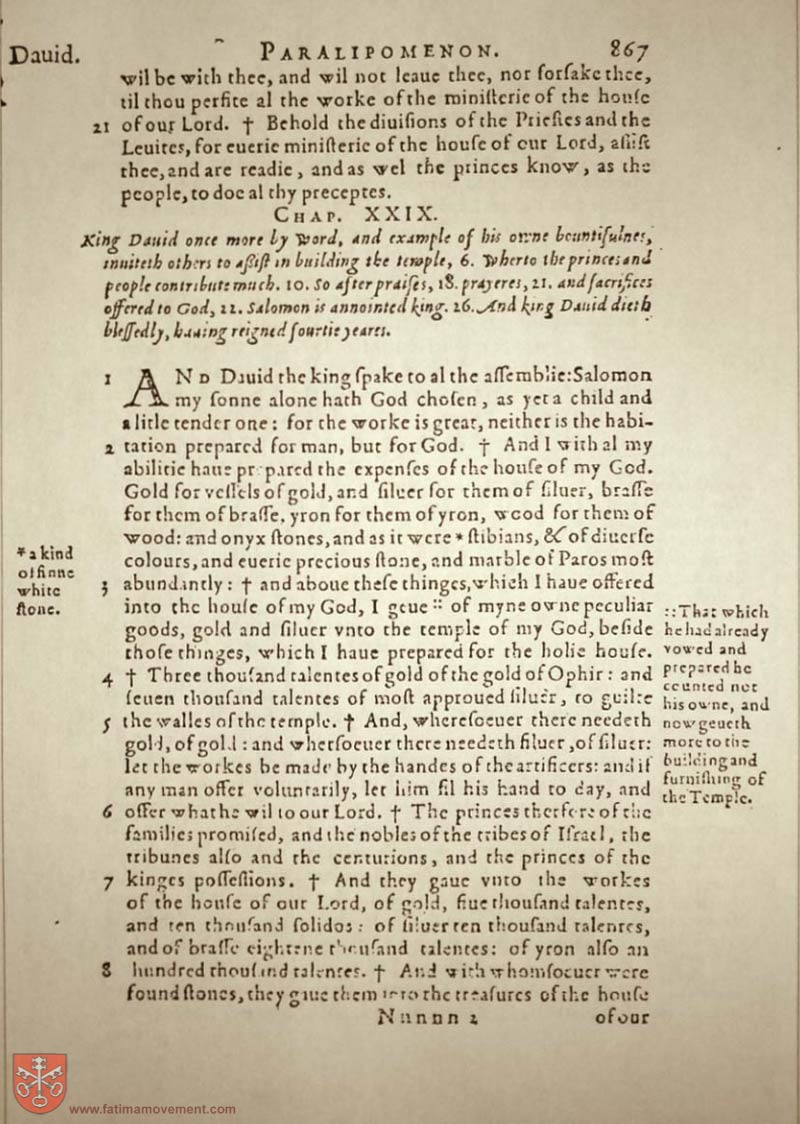 Dauid. PARALIPOMENON. 867
wil be with thee, and wil not leaue thee, nor forſake thee,
til thou perfite al the worke of the miniſterie of the houſe
21 of our Lord. † Behold the diuiſions of the Prieſtes and the
Leuites, for euerie miniſterie of the houſe of our Lord, aſſiſt
thee, and are readie, and as wel the princes know, as the
people, to doe al thy preceptes.
CHAP. XXIX.
King Dauid once more by word, and example of his owne bountifulnes,
inuiteth others to aſsiſt in building the temple, 6. wherto the princes and
people contribute much. 10. So after praiſes, 18. prayeres, 21. and ſacrifices
offered to God, 22. Salomon is annointed king. 26. And king Dauid dieth
bleſſedly, hauing reigned fourtie yeares.
1 AND Dauid the king ſpake to al the aſſemblie: Salomon
my ſonne alone hath God choſen, as yet a child and
a litle tender one: for the worke is great, neither is the habi-
2 tation prepared for man, but for God. † And I with al my
abilitie haue prepared the expenſes of the houſe of my God.
Gold for veſſels of gold, and ſiluer for them of ſiluer, braſſe
for them of braſſe, yron for them of yron, wood for them of
wood: and onyx ſtones, and as it were * ſtibians, & of diuerſe
colours, and euerie precious ſtone, and marble of Paros moſt
*a kind
of finne
white
ſtone.
3 abundantly: † and aboue theſe thinges, which I haue offered
into the houſe of my God, I geue :: of myne owne peculiar
goods, gold and ſiluer vnto the temple of my God, beſide
thoſe thinges, which I haue prepared for the holie houſe.
4 † Three thouſand talentes of gold of the gold of Ophir: and
ſeuen thouſand talentes of moſt approued ſiluer, to guilte
5 the walles of the temple. † And, whereſoeuer there needeth
gold, of gold: and wherſoeuer there needeth ſiluer, of ſiluer:
let the workes be made by the handes of the artificers: and if
any man offer voluntarily, let him fil his hand to day, and
::That which
he had already
vowed and
prepared he
counted not
his owne, and
now geueth
more to the
building and
furniſhing of
the Temple.
6 offer what he wil to our Lord. † The princes therfore of the
families promiſed, and the nobles of the tribes of Iſrael, the
tribunes alſo and the centurions, and the princes of the
7 kinges poſſeſſions. † And they gaue vnto the workes
of the houſe of our Lord, of gold, fiue thouſand talentes,
and ten thouſand ſolidos: of ſiluer ten thouſand talentes,
and of braſſe eightene thouſand talentes: of yron alſo an
8 hundred thouſand talentes. † And with whomſoeuer were
found ſtones, they gaue them into the treaſures of the houſe
Nnnnn 2 of our
www.fatimamovement.com